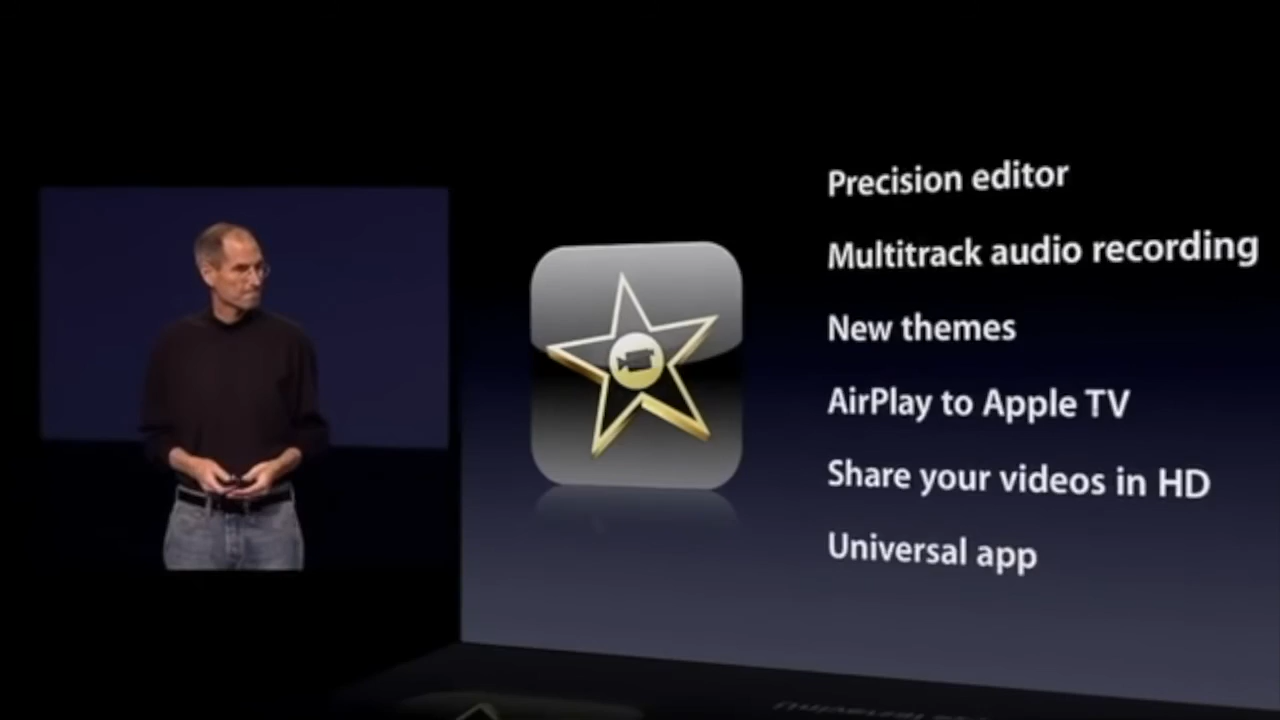 Precision editor
Multitrack audio recording
New themes
AirPlay to Apple TV
Share your videos in HD
Universal app